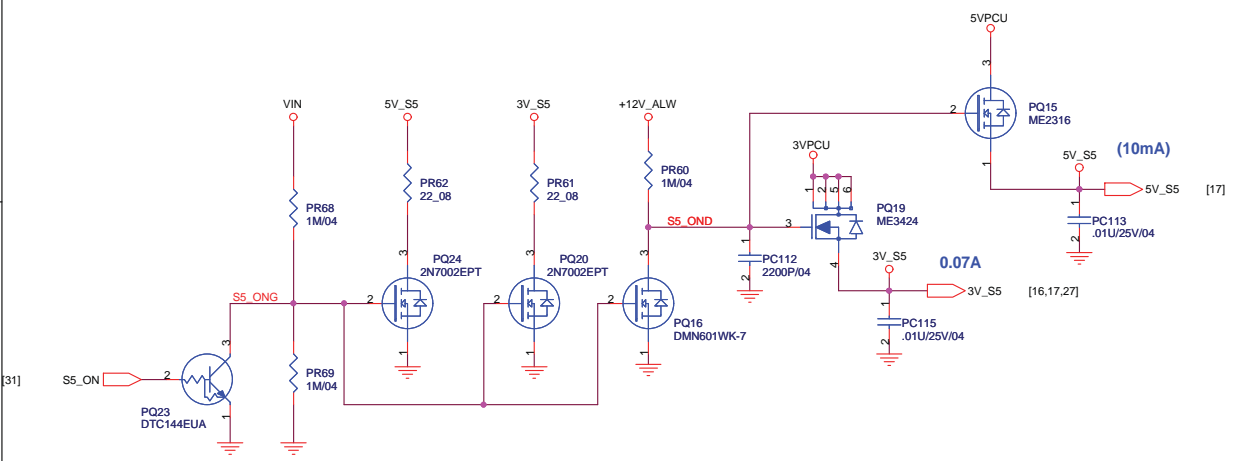 5VPCU
3
2
PQ15
ME2316
1
VIN
5V_S5
3V_S5
+12V_ALW
PR68
1M/04
PR62
22_08
PR61
22_08
PR60
1M/04
3VPCU
1
2
5
6
PQ19
ME3424
3
4
5V_S5
(10mA)
5V_S5
[17]
1
2
PC113
.01U/25V/04
S5_OND
1
2
PC112
2200P/04
3V_S5
0.07A
3V_S5
[16,17,27]
1
2
PC115
.01U/25V/04
S5_ONG
3
PQ24
2N7002EPT
2
1
3
PQ20
2N7002EPT
2
1
3
2
PQ16
DMN601WK-7
1
[31]
S5_ON
2
3
1
PQ23
DTC144EUA
PR69
1M/04